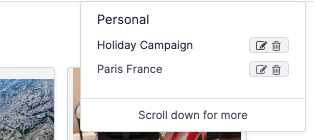 Personal
Holiday Campaign
Paris France
Scroll down for more